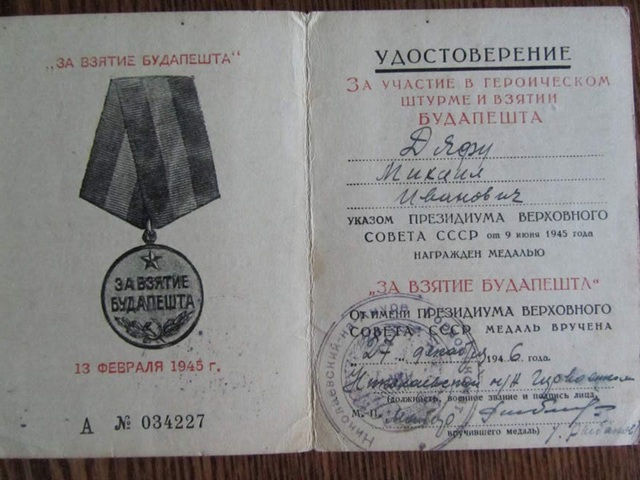 „ЗА ВЗЯТИЕ БУДАПЕШТА"
ЗА ВЗЯТИЕ
БУДАПЕШТА
13 ФЕВРАЛЯ 1945 г.
А № 034227
УДОСТОВЕРЕНИЕ
ЗА УЧАСТИЕ В ГЕРОИЧЕСКОМ
ШТУРМЕ И ВЗЯТИИ
БУДАПЕШТА
Михаил
Иванович
УКАЗОМ ПРЕЗИДИУМА ВЕРХОВНОГО
СОВЕТА СССР от 9 июня 1945 года
НАГРАЖДЕН МЕДАЛЬЮ
„ЗА ВЗЯТИЕ БУДАПЕШТА"
От имени ПРЕЗИДИУМА ВЕРХОВНОГО
СОВЕТА СССР МЕДАЛЬ ВРУЧЕНА
„27" декабря 1946 года.
(должность, военное звание и подпись лица,
М. П.
вручившего медаль)